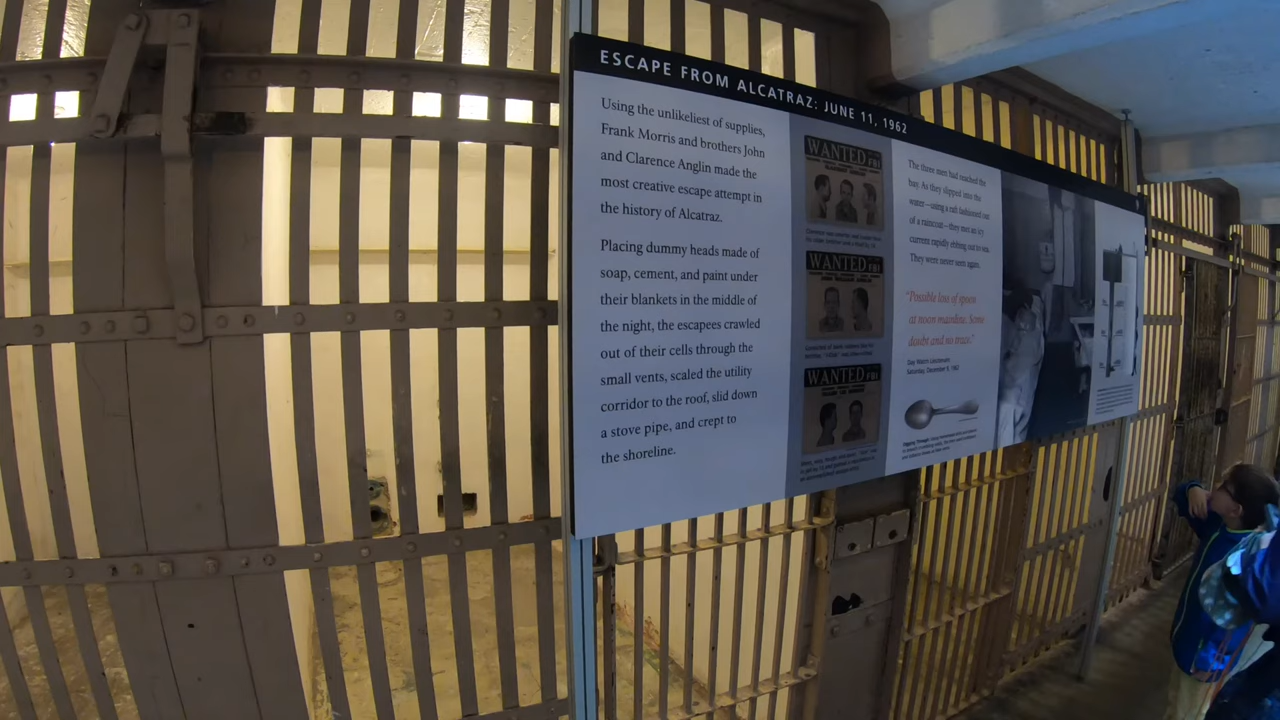 ESCAPE FROM ALCATRAZ: JUNE 11, 1962
Using the unlikeliest of supplies,
Frank Morris and brothers John
and Clarence Anglin made the
most creative escape attempt in
the history of Alcatraz.
Placing dummy heads made of
soap, cement, and paint under
their blankets in the middle of
the night, the escapees crawled
out of their cells through the
small vents, scaled the utility
corridor to the roof, slid down
a stove pipe, and crept to
the shoreline.
WANTED FBI
WANTED FBI
WANTED FBI
The three men had reached the
bay. As they slipped into the
water—using a raft fashioned out
of a raincoat—they met an icy
current rapidly ebbing out to sea.
They were never seen again.
"Possible loss of spoon
at noon mainline. Some
doubt and no trace."
Day Watch Lieutenant
Saturday, December 9, 1962